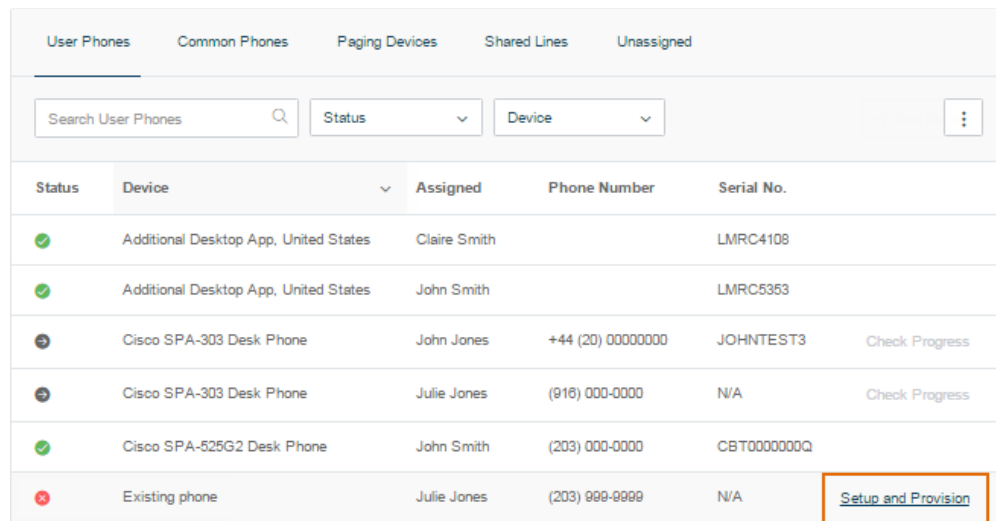 User Phones Common Phones Paging Devices Shared Lines Unassigned
Search User Phones Status Device
Status Device Assigned Phone Number Serial No.
Additional Desktop App, United States Claire Smith LMRC4108
Additional Desktop App, United States John Smith LMRC5353
Cisco SPA-303 Desk Phone John Jones +44 (20) 00000000 JOHNTEST3 Check Progress
Cisco SPA-303 Desk Phone Julie Jones (916) 000-0000 N/A Check Progress
Cisco SPA-525G2 Desk Phone John Smith (203) 000-0000 CBT0000000Q
Existing phone Julie Jones (203) 999-9999 N/A Setup and Provision